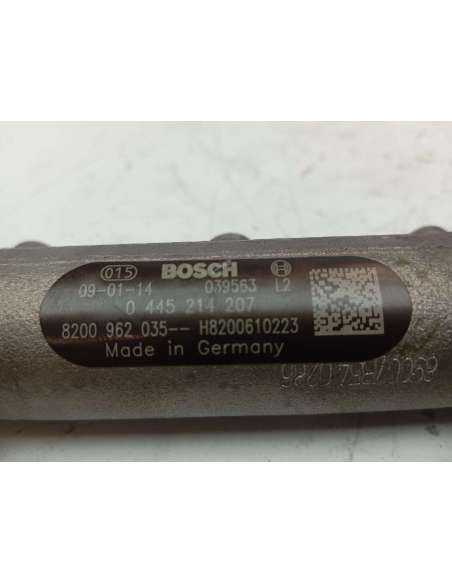 015 BOSCH
09-01-14 039563 L2
0 445 214 207
8200 962 035-- H8200610223
Made in Germany